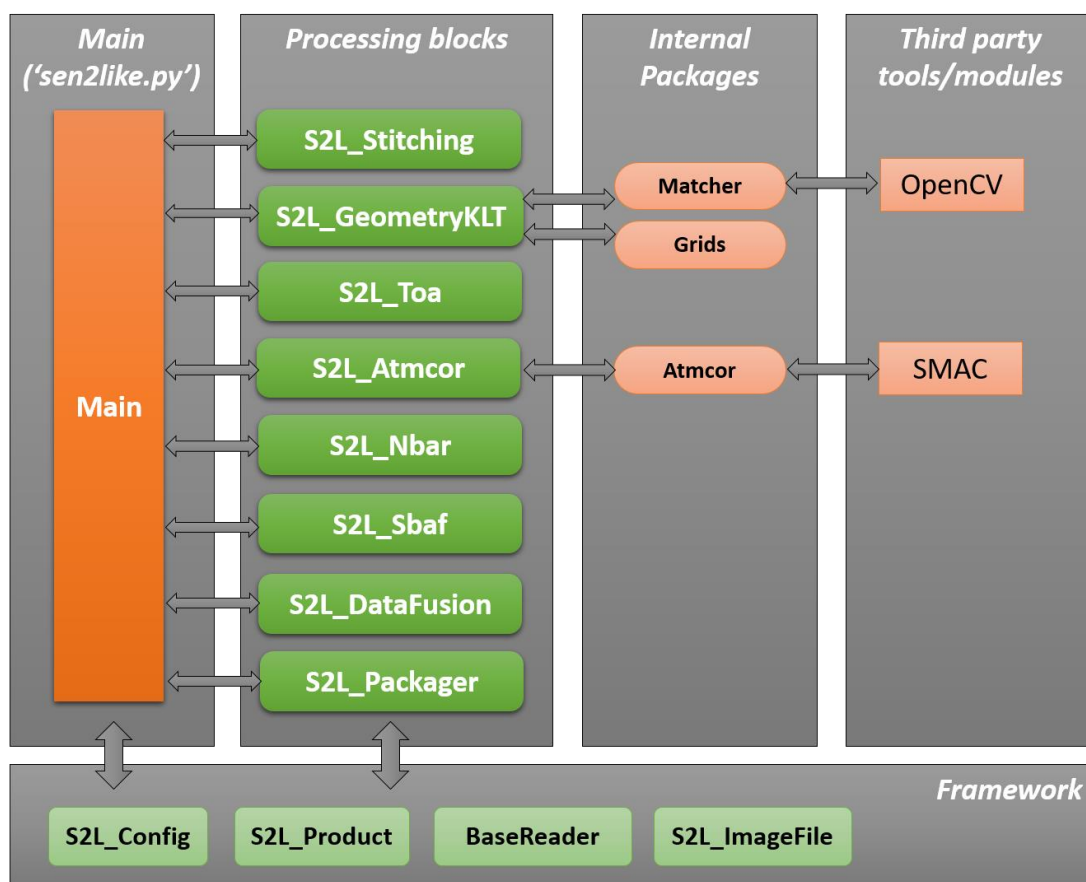 Main
('sen2like.py')
Processing blocks
Internal
Packages
Third party
tools/modules
Main
S2L_Stitching
S2L_GeometryKLT
S2L_Toa
S2L_Atmcor
S2L_Nbar
S2L_Sbaf
S2L_DataFusion
S2L_Packager
Matcher
Grids
Atmcor
OpenCV
SMAC
Framework
S2L_Config
S2L_Product
BaseReader
S2L_ImageFile